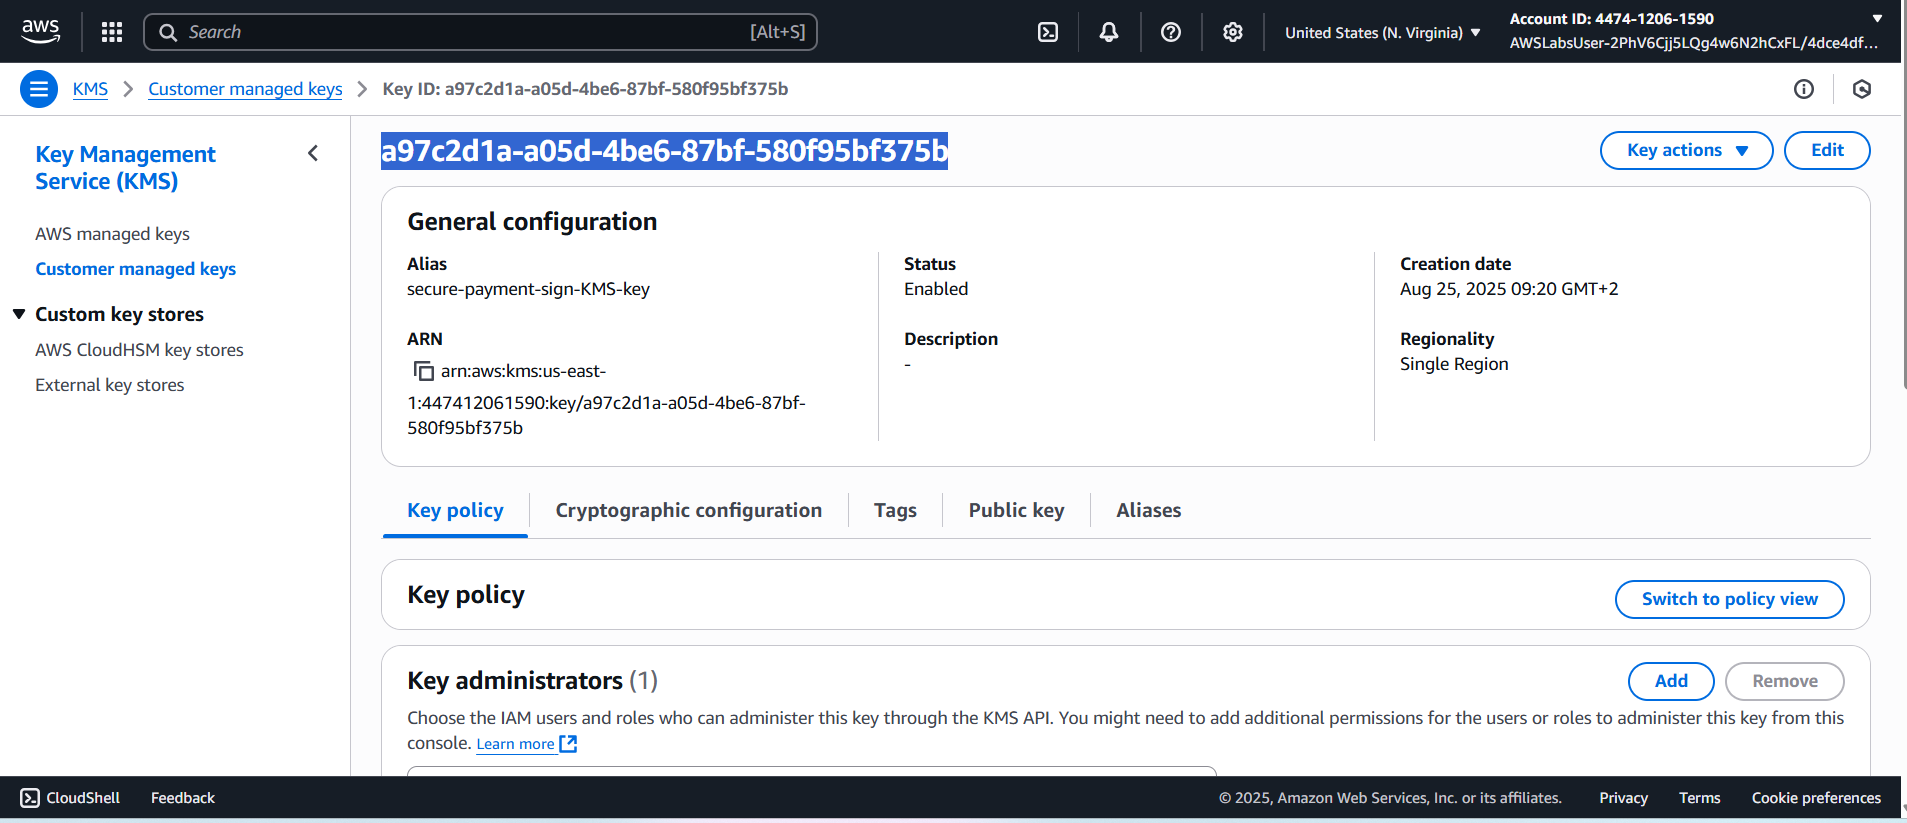 aws
Search
[Alt+S]
United States (N. Virginia)
Account ID: 4474-1206-1590
AWSLabsUser-2PhV6Cjj5LQg4w6N2hCxFL/4dce4df...
KMS
Customer managed keys
Key ID: a97c2d1a-a05d-4be6-87bf-580f95bf375b
Key Management
Service (KMS)
AWS managed keys
Customer managed keys
Custom key stores
AWS CloudHSM key stores
External key stores
a97c2d1a-a05d-4be6-87bf-580f95bf375b
Key actions
Edit
General configuration
Alias
secure-payment-sign-KMS-key
ARN
arn:aws:kms:us-east-
1:447412061590:key/a97c2d1a-a05d-4be6-87bf-
580f95bf375b
Status
Enabled
Description
-
Creation date
Aug 25, 2025 09:20 GMT+2
Regionality
Single Region
Key policy
Cryptographic configuration
Tags
Public key
Aliases
Key policy
Switch to policy view
Key administrators (1)
Add
Remove
Choose the IAM users and roles who can administer this key through the KMS API. You might need to add additional permissions for the users or roles to administer this key from this
console. Learn more
CloudShell
Feedback
© 2025, Amazon Web Services, Inc. or its affiliates.
Privacy
Terms
Cookie preferences